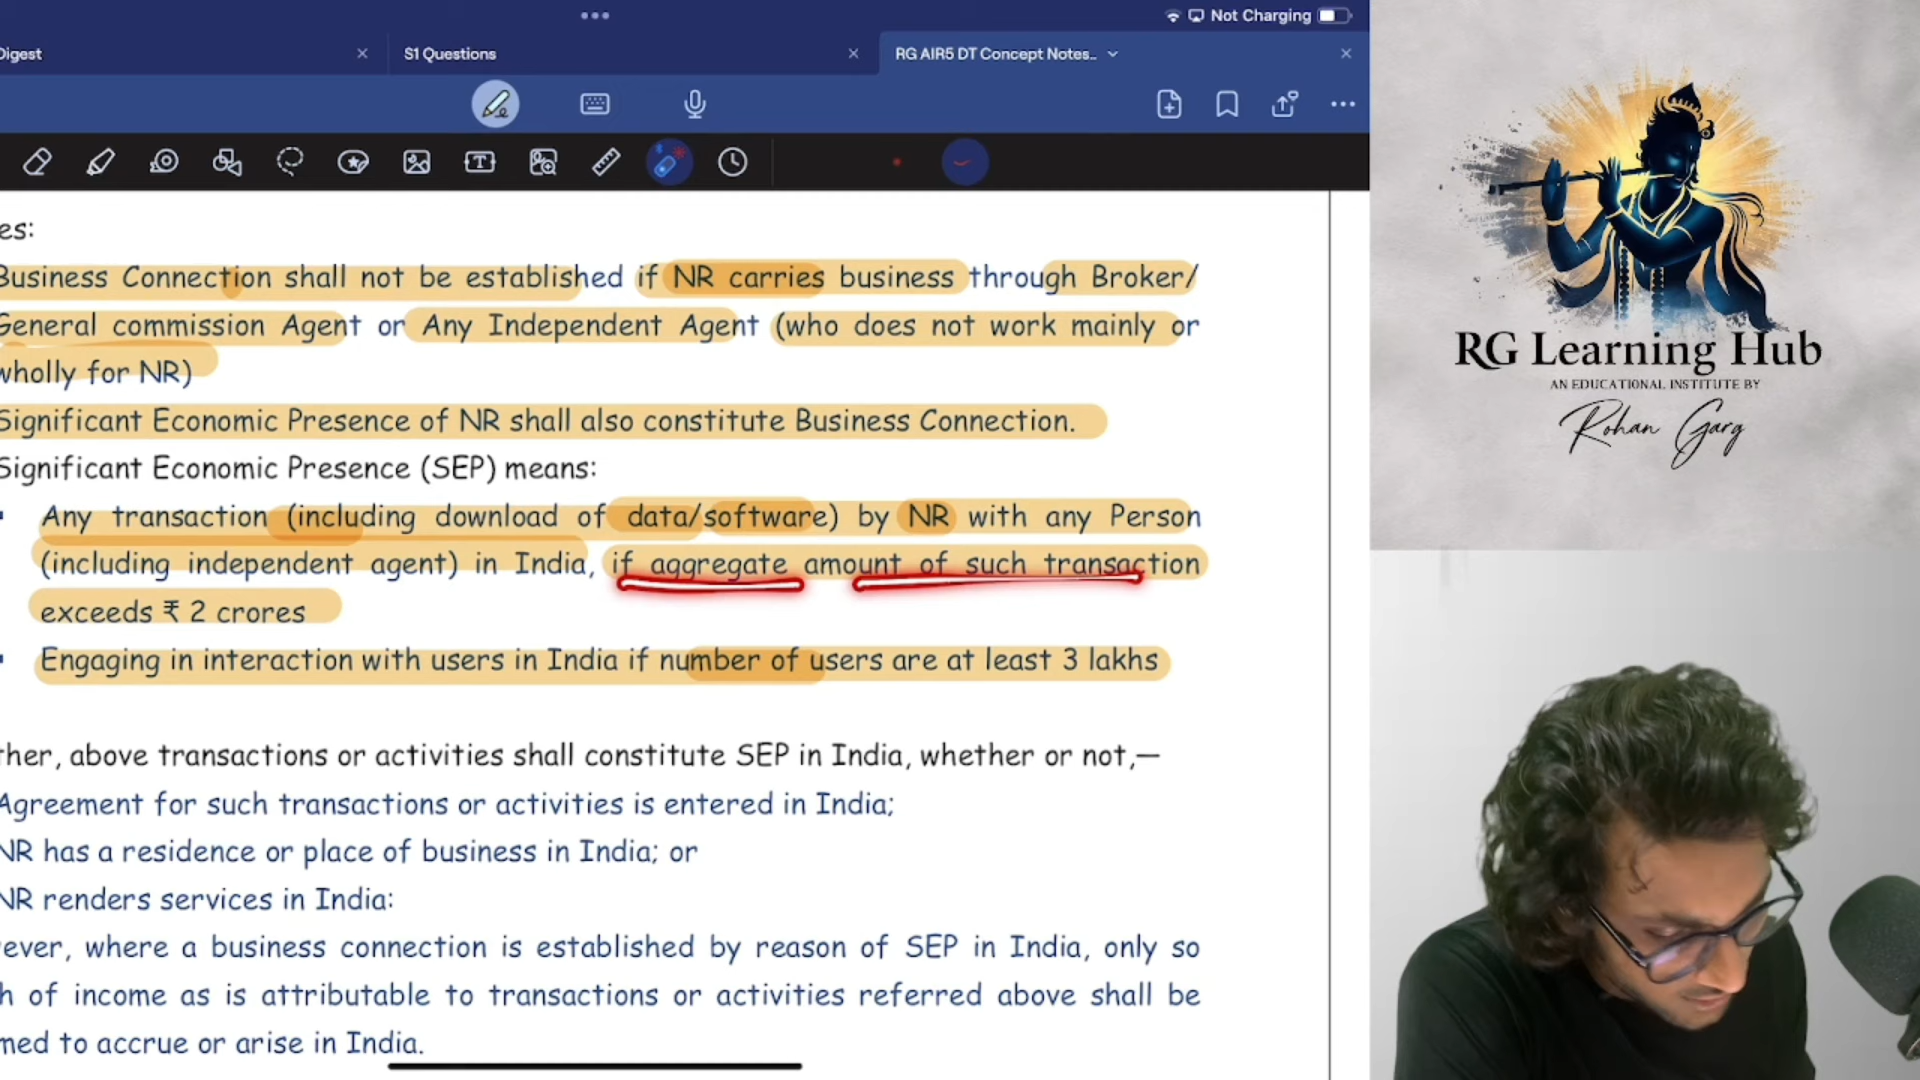 Not Charging
Digest
S1 Questions
RG AIR5 DT Concept Notes..
es:
Business Connection shall not be established if NR carries business through Broker/
General commission Agent or Any Independent Agent (who does not work mainly or
wholly for NR)
Significant Economic Presence of NR shall also constitute Business Connection.
Significant Economic Presence (SEP) means:
Any transaction (including download of data/software) by NR with any Person
(including independent agent) in India, if aggregate amount of such transaction
exceeds ₹ 2 crores
Engaging in interaction with users in India if number of users are at least 3 lakhs
ther, above transactions or activities shall constitute SEP in India, whether or not,—
Agreement for such transactions or activities is entered in India;
NR has a residence or place of business in India; or
NR renders services in India:
ever, where a business connection is established by reason of SEP in India, only so
h of income as is attributable to transactions or activities referred above shall be
med to accrue or arise in India.
RG Learning Hub
AN EDUCATIONAL INSTITUTE BY
Rohan Garg